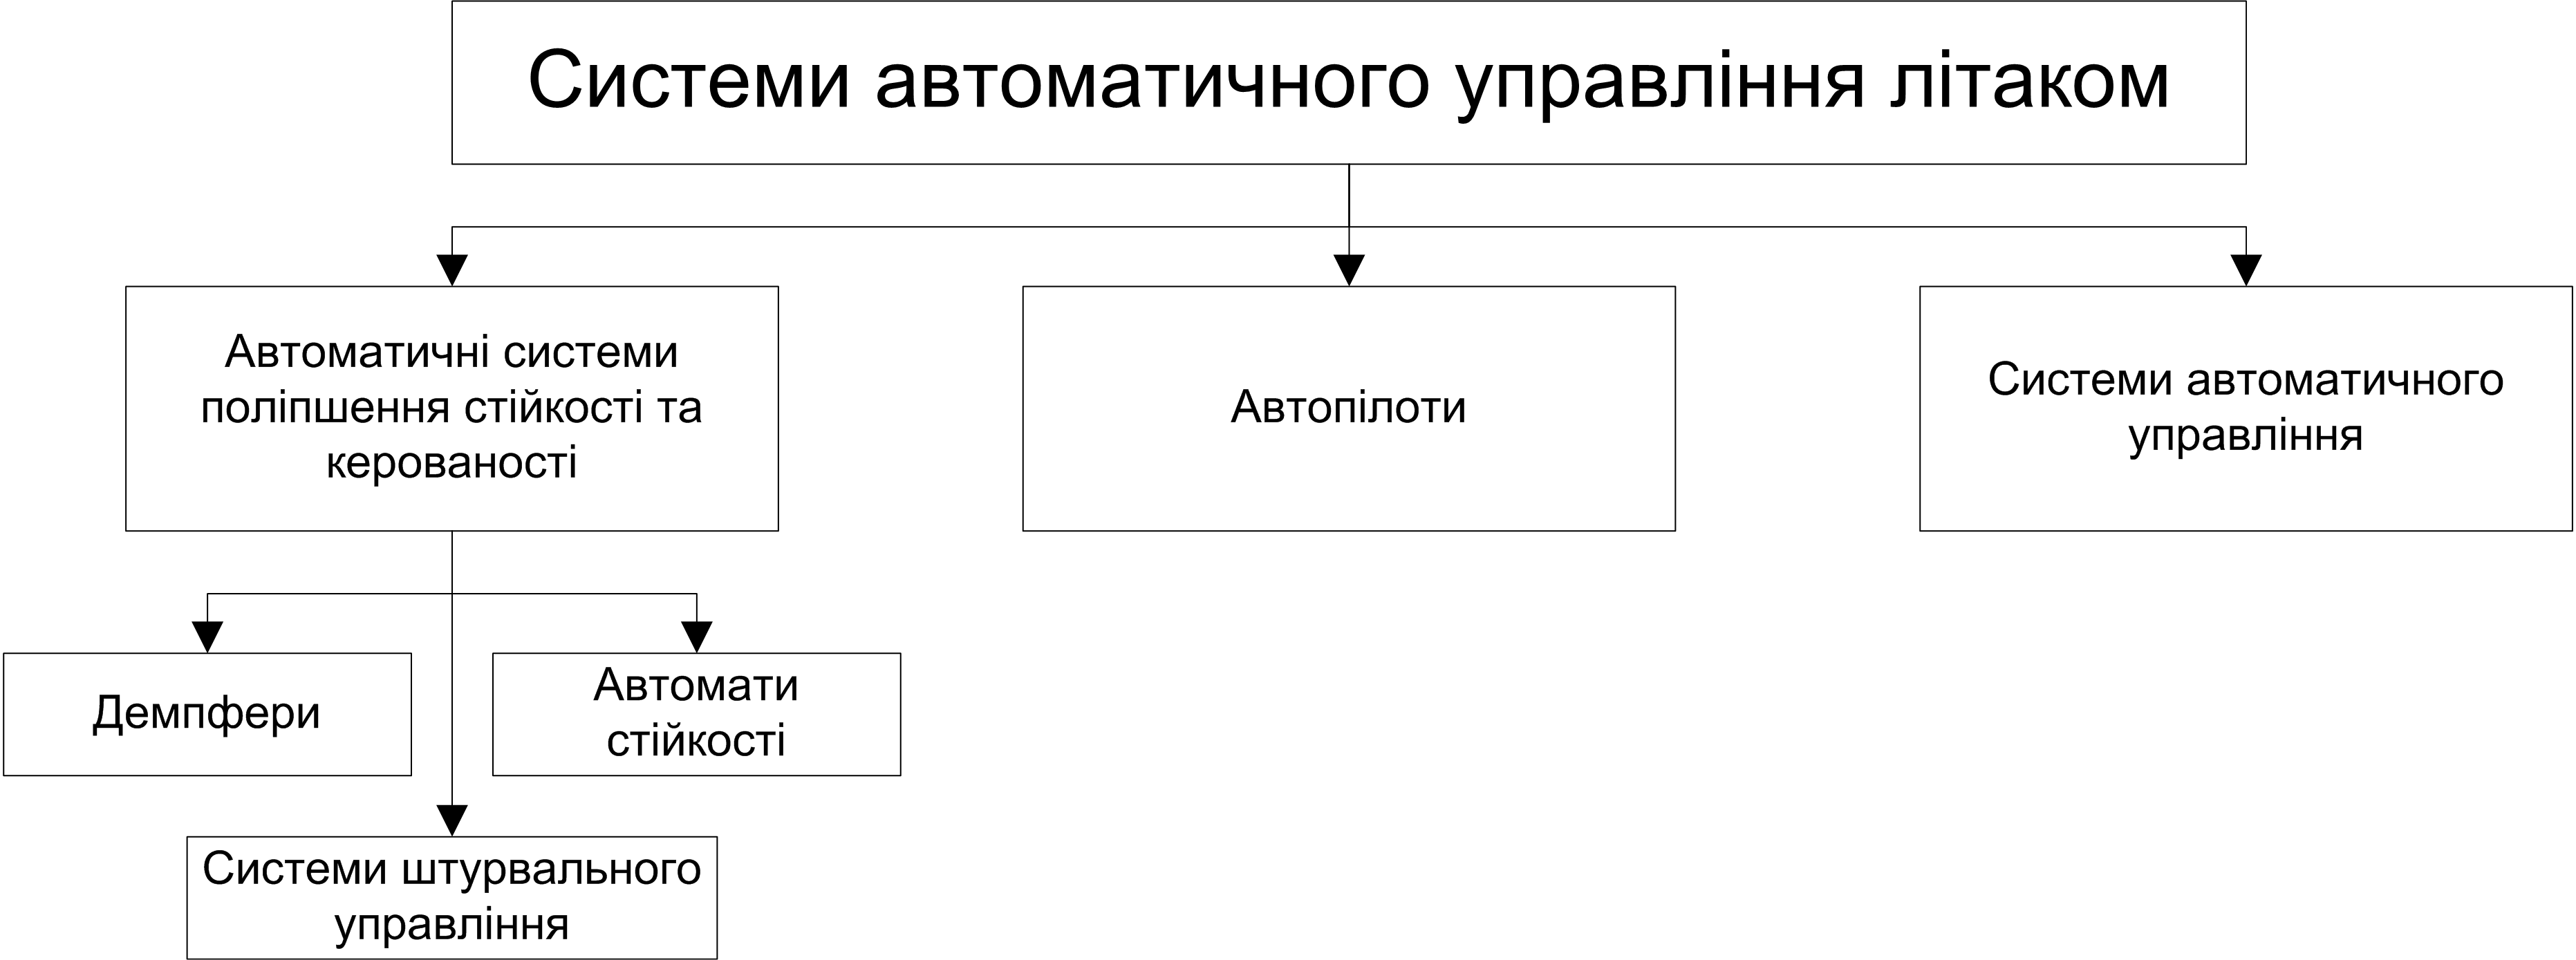 Системи автоматичного управління літаком
Автоматичні системи
поліпшення стійкості та
керованості
Автопілоти
Системи автоматичного
управління
Демпфери
Автомати
стійкості
Системи штурвального
управління